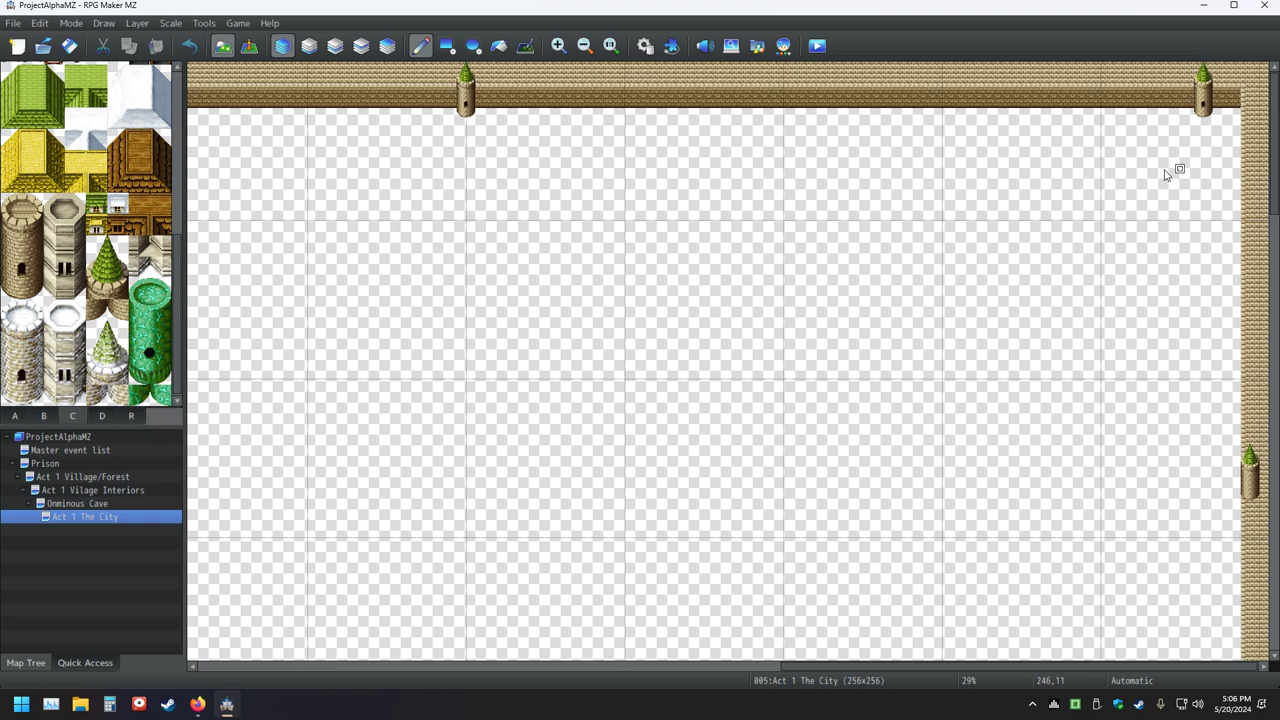 ProjectAlphaMZ - RPG Maker MZ
File Edit Mode Draw Layer Scale Tools Game Help
A B C D R
ProjectAlphaMZ
Master event list
Prison
Act 1 Village/Forest
Act 1 Vilage Interiors
Onminous Cave
Act 1 The City
Map Tree Quick Access
005:Act 1 The City (256x256) 29% 246,11 Automatic
5:06 PM
5/20/2024